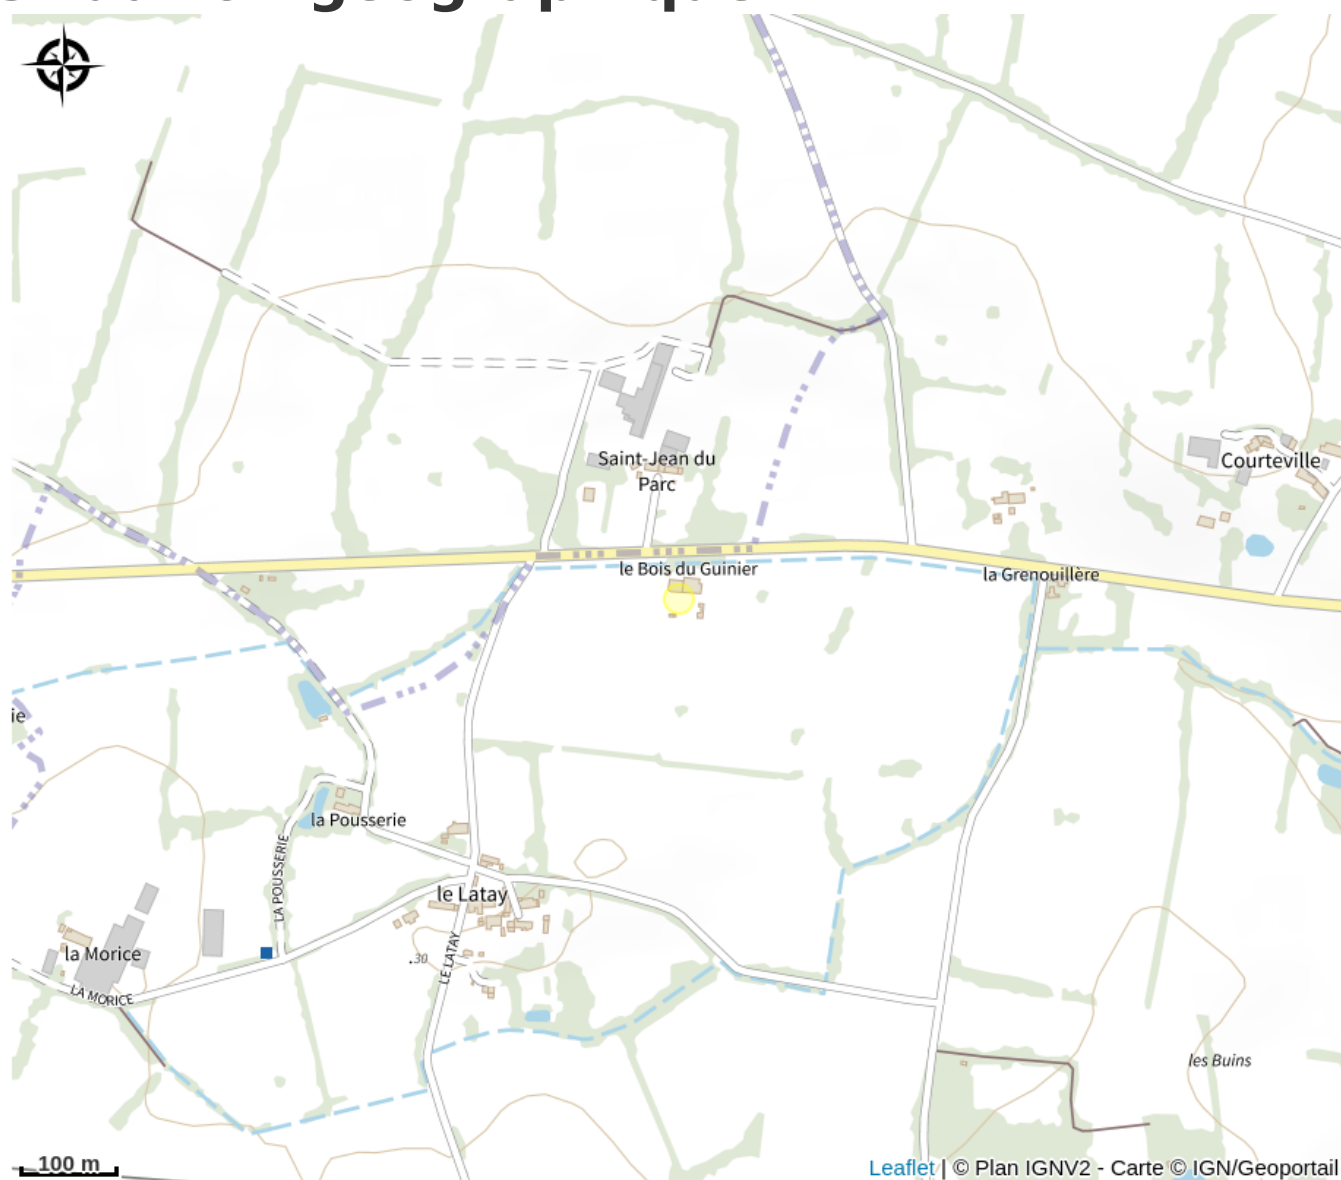 Saint-Jean du
Parc
Courteville
le Bois du Guinier
la Grenouillère
ie
la Pousserie
LA POUSSERIE
le Latay
la Morice
.30
LE LATAY
LA MORICE
les Buins
100 m
Leaflet | © Plan IGNV2 - Carte © IGN/Geoportail